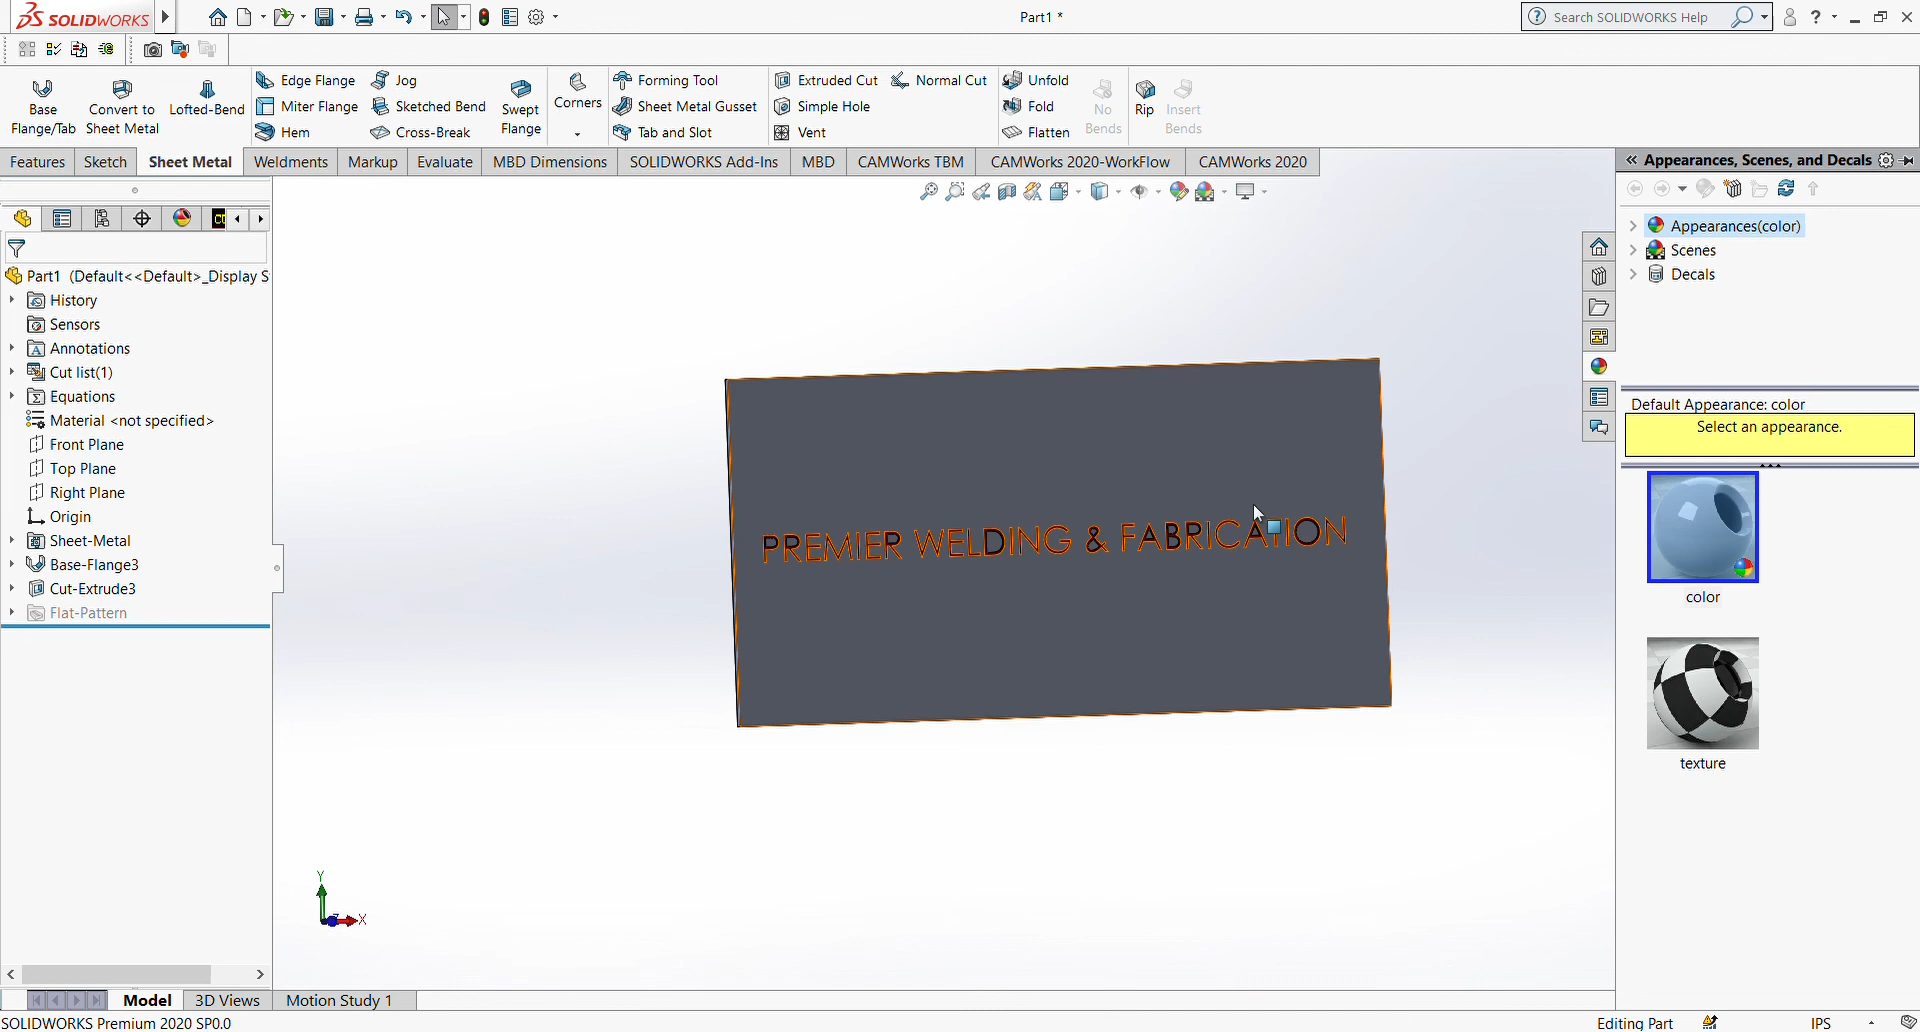 SOLIDWORKS
Part1 *
Search SOLIDWORKS Help
Base Flange/Tab
Convert to Sheet Metal
Lofted-Bend
Edge Flange
Miter Flange
Hem
Jog
Sketched Bend
Cross-Break
Swept Flange
Corners
Forming Tool
Sheet Metal Gusset
Tab and Slot
Extruded Cut
Normal Cut
Simple Hole
Vent
Unfold
Fold
Flatten
No Bends
Rip
Insert Bends
Features Sketch Sheet Metal Weldments Markup Evaluate MBD Dimensions SOLIDWORKS Add-Ins MBD CAMWorks TBM CAMWorks 2020-WorkFlow CAMWorks 2020
Part1 (Default<<Default>_Display S
History
Sensors
Annotations
Cut list(1)
Equations
Material <not specified>
Front Plane
Top Plane
Right Plane
Origin
Sheet-Metal
Base-Flange3
Cut-Extrude3
Flat-Pattern
PREMIER WELDING & FABRICATION
Y
X
Appearances, Scenes, and Decals
Appearances(color)
Scenes
Decals
Default Appearance: color
Select an appearance.
color
texture
Model 3D Views Motion Study 1
SOLIDWORKS Premium 2020 SP0.0
Editing Part
IPS